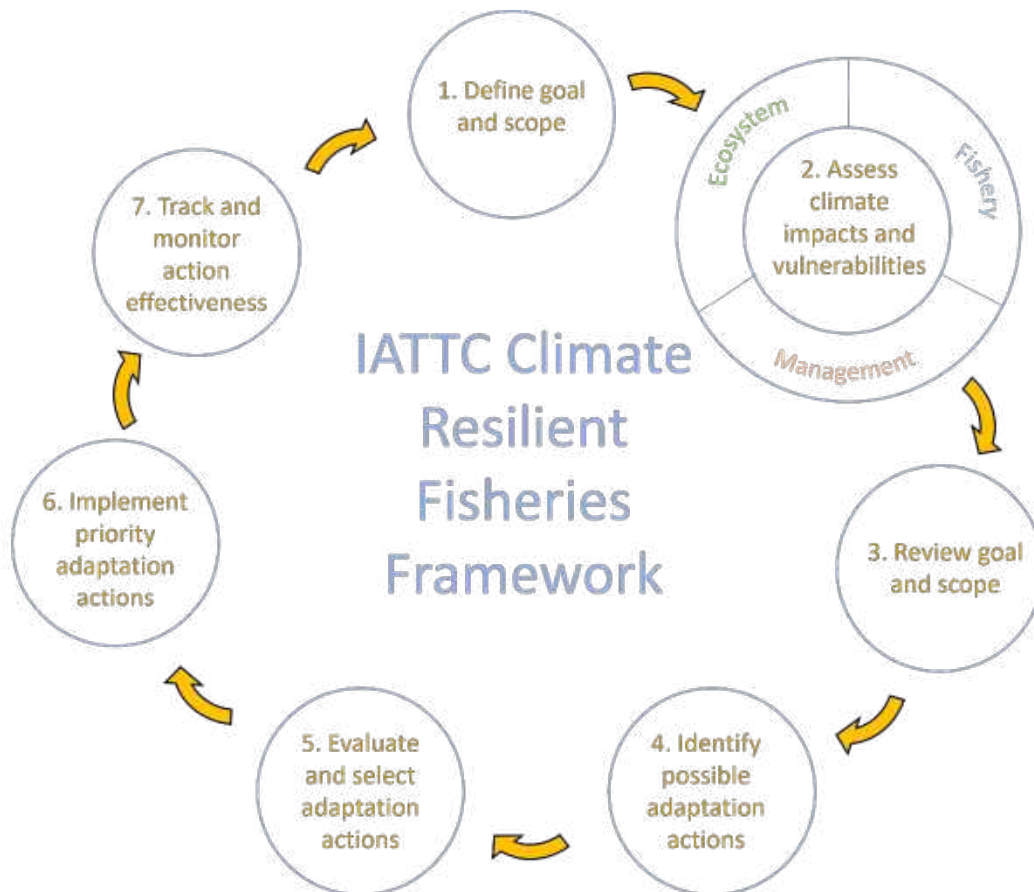 1. Define goal
and scope
Ecosystem
Fishery
Management
2. Assess
climate
impacts and
vulnerabilities
3. Review goal
and scope
4. Identify
possible
adaptation
actions
5. Evaluate
and select
adaptation
actions
6. Implement
priority
adaptation
actions
7. Track and
monitor
action
effectiveness
IATTC Climate
Resilient
Fisheries
Framework